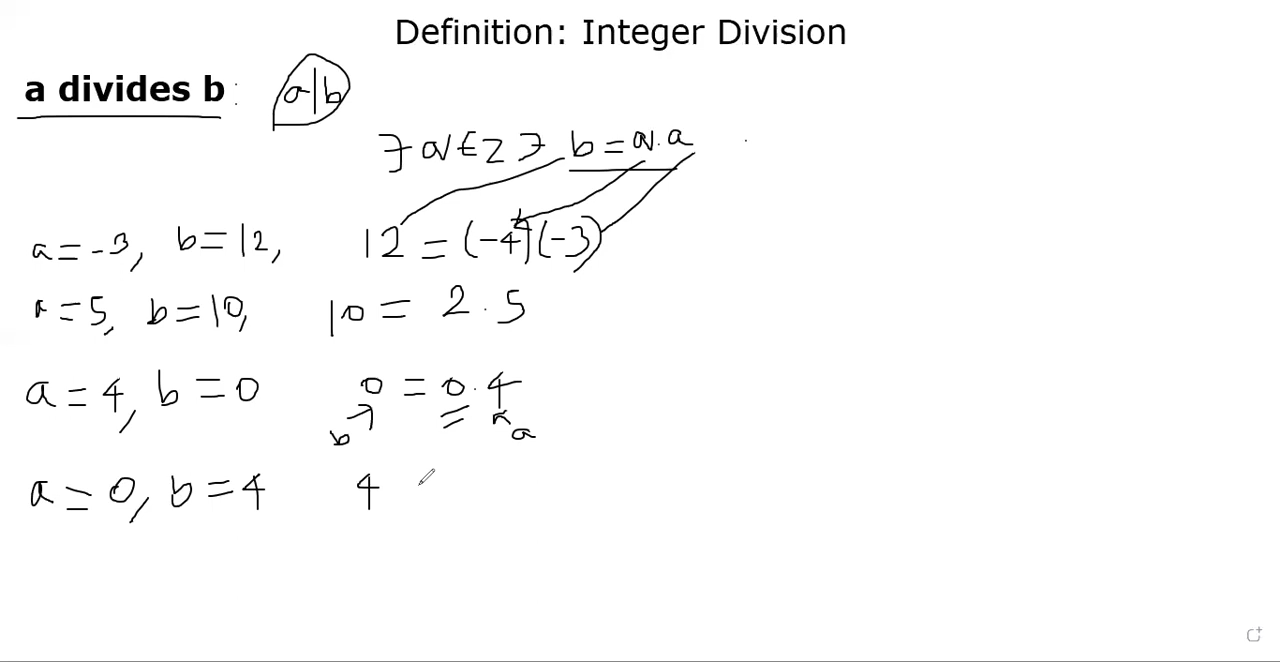 Definition: Integer Division
a divides b: a|b
∃ n ∈ Z ∋ b = n.a
a = -3, b = 12, 12 = (-4)(-3)
a = 5, b = 10, 10 = 2.5
a = 4, b = 0 0 = 0.4
b a
a = 0, b = 4 4